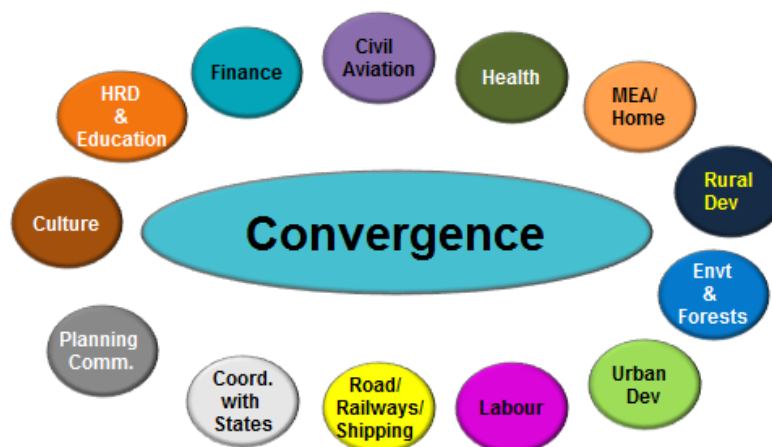 Civil
Aviation
Finance
Health
HRD
&
Education
MEA/
Home
Rural
Dev
Culture
Convergence
Envt
&
Forests
Planning
Comm.
Coord.
with
States
Road/
Railways/
Shipping
Labour
Urban
Dev